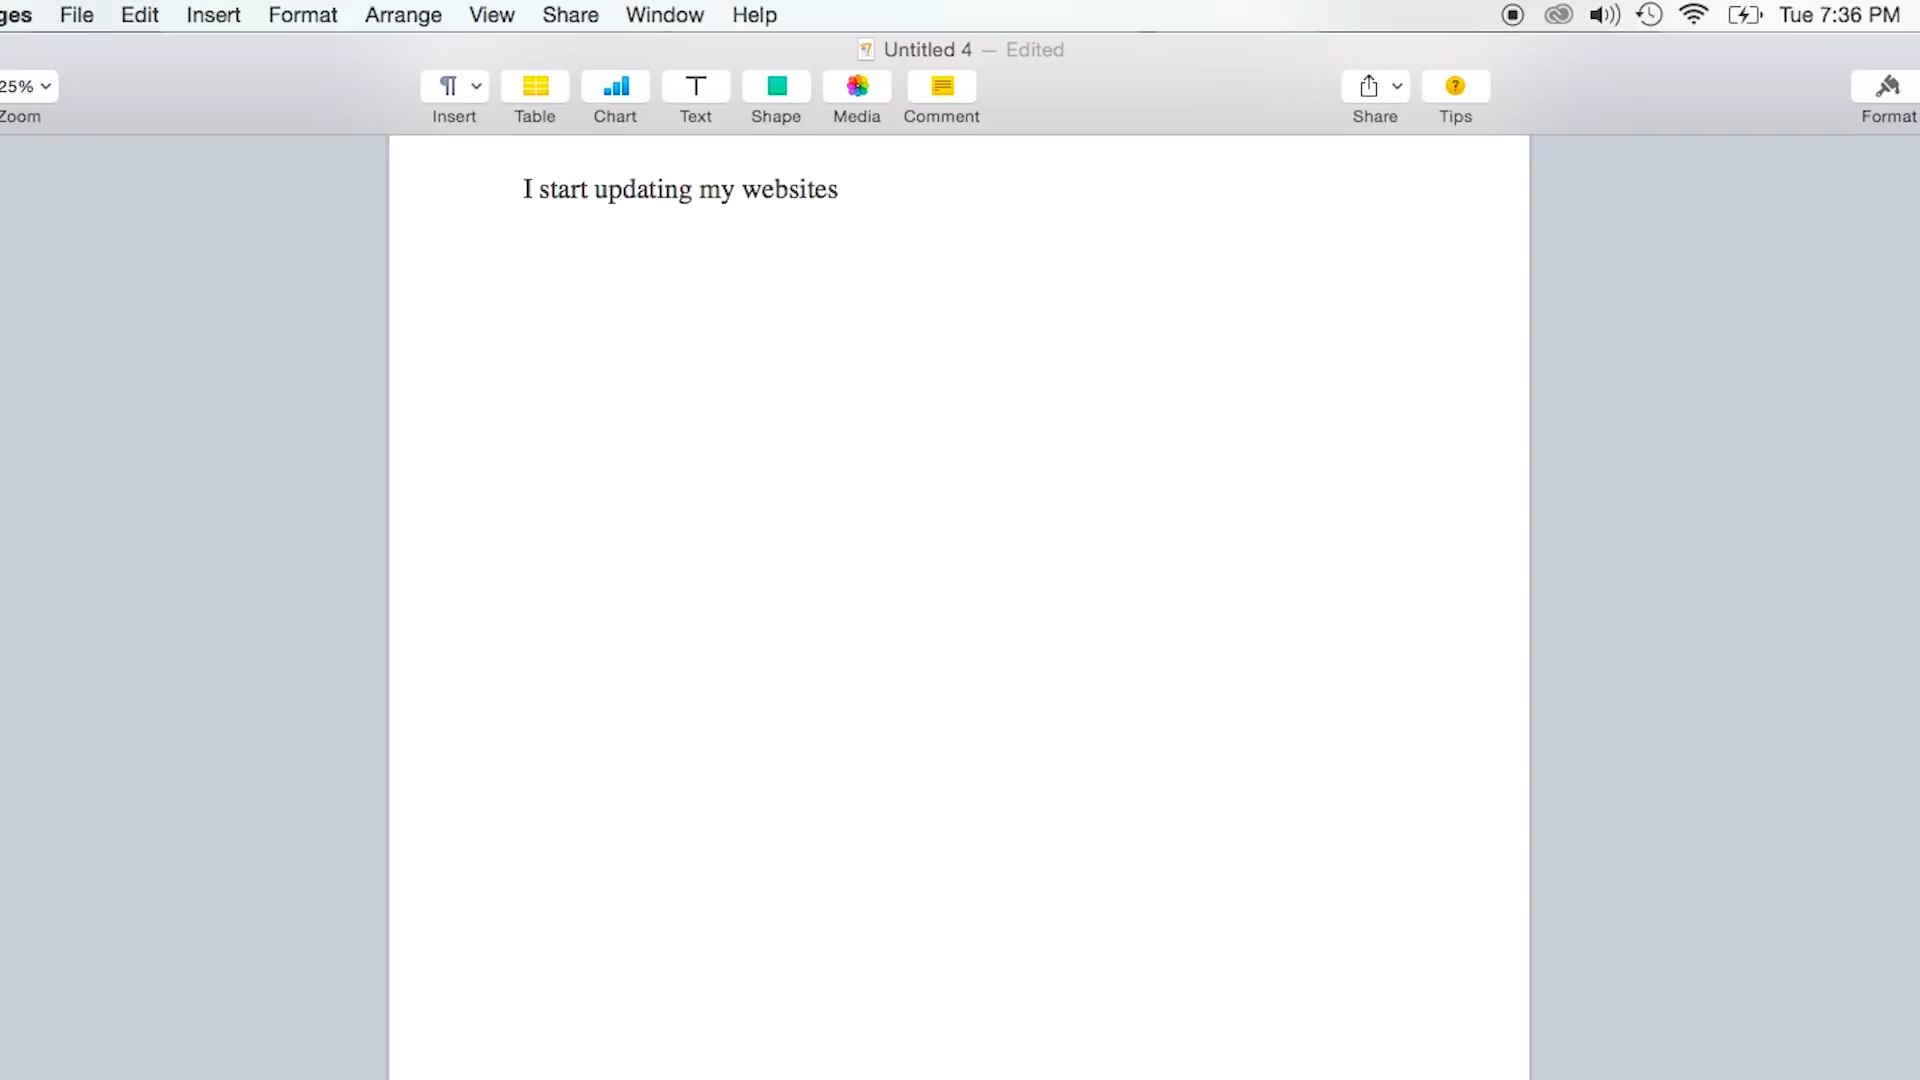 ges File Edit Insert Format Arrange View Share Window Help Tue 7:36 PM
Untitled 4 — Edited
25%
Zoom Insert Table Chart Text Shape Media Comment Share Tips Format
I start updating my websites